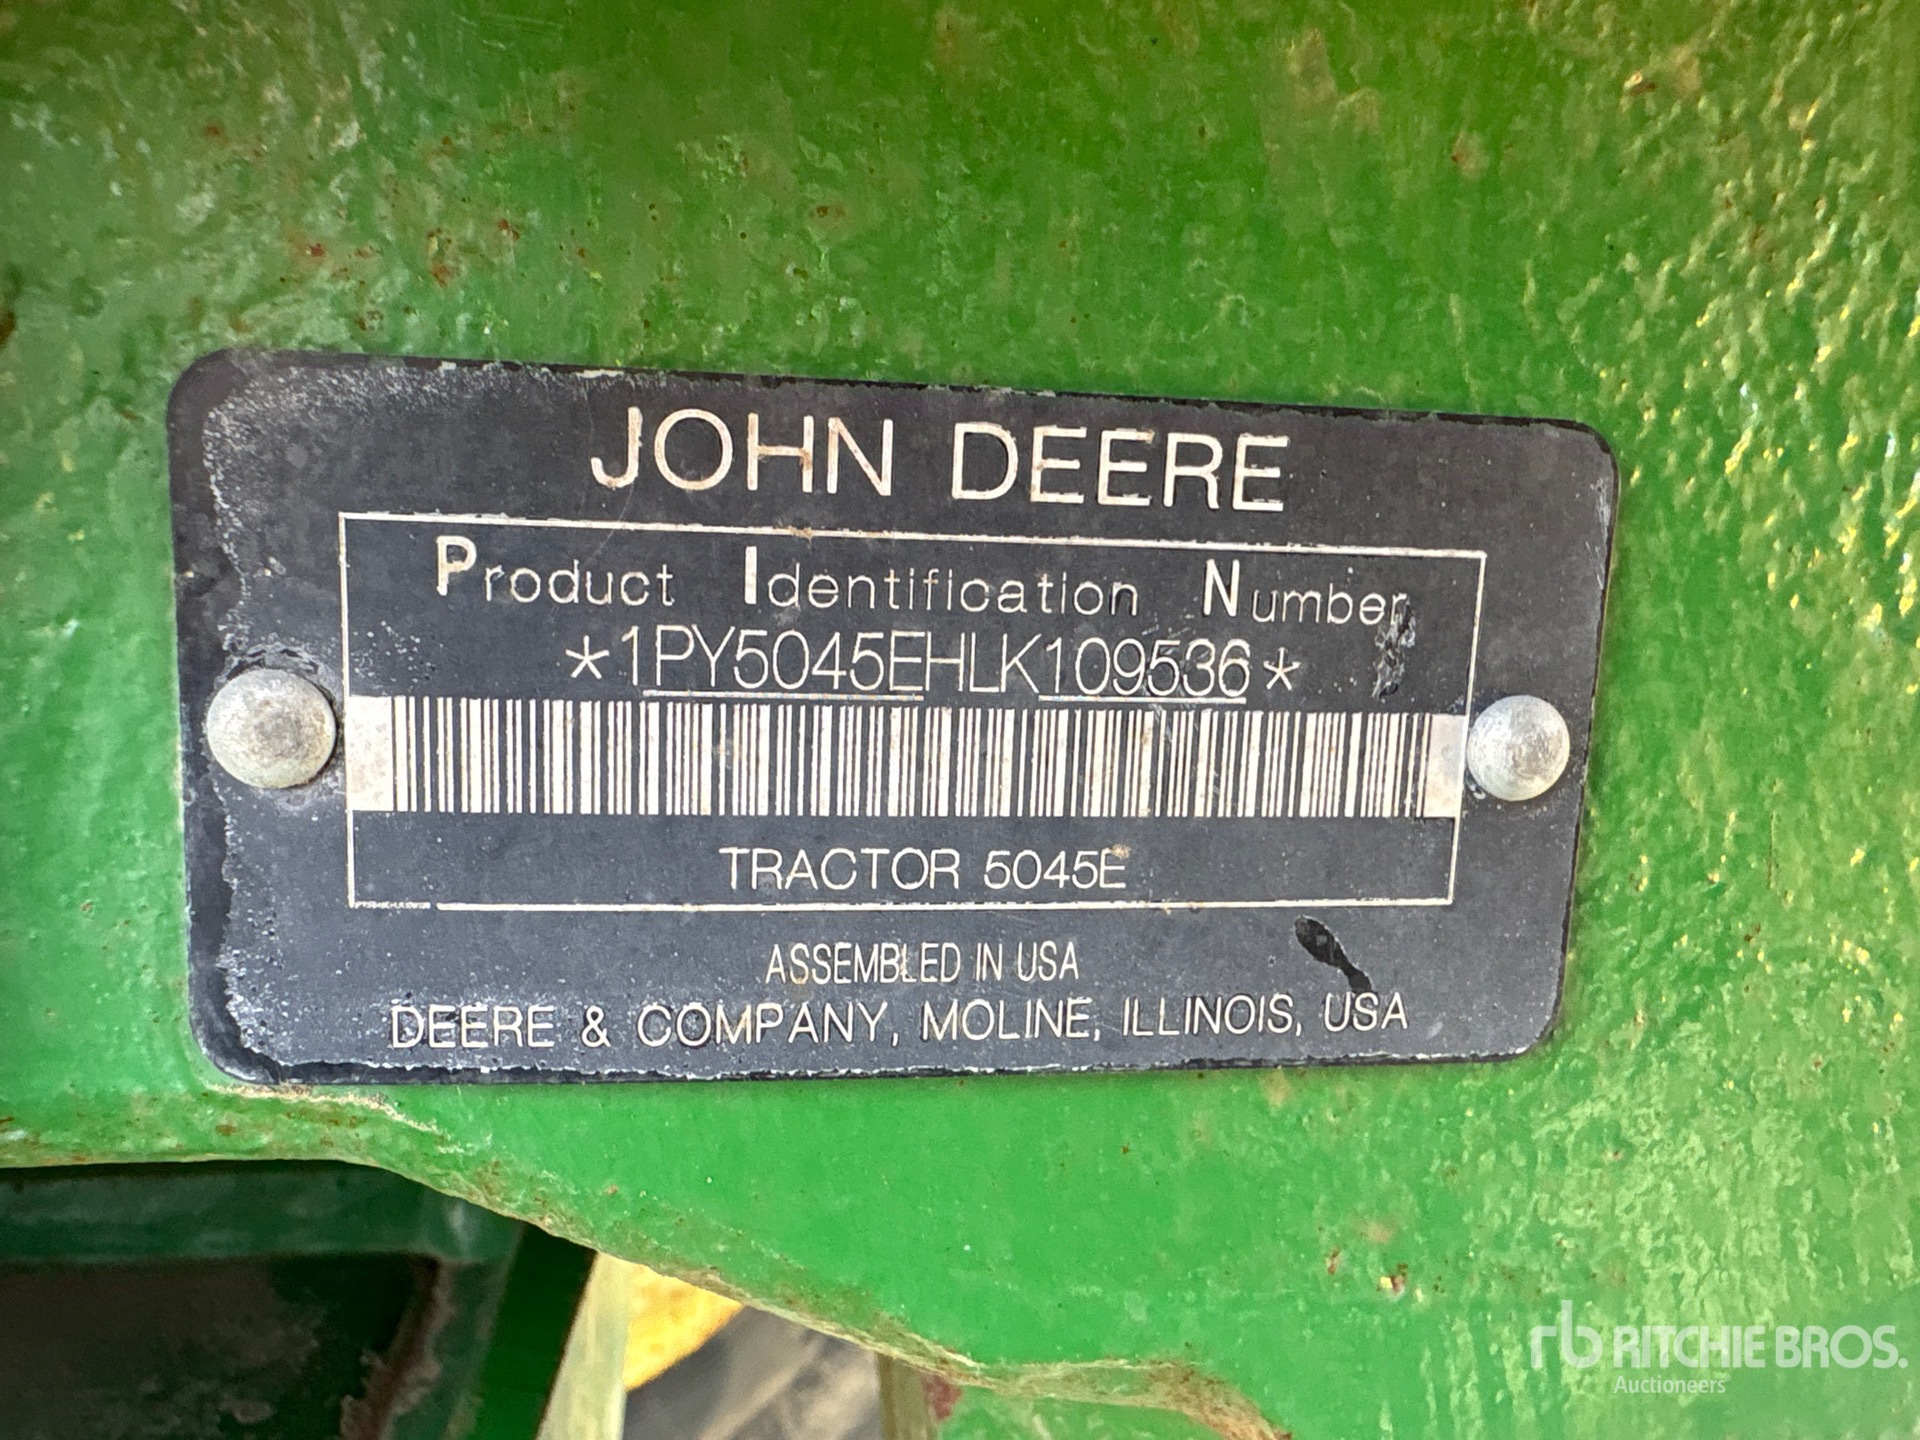 JOHN DEERE
Product Identification Number
*1PY5045EHLK109536*
TRACTOR 5045E
ASSEMBLED IN USA
DEERE & COMPANY, MOLINE, ILLINOIS, USA
rb RITCHIE BROS.
Auctioneers